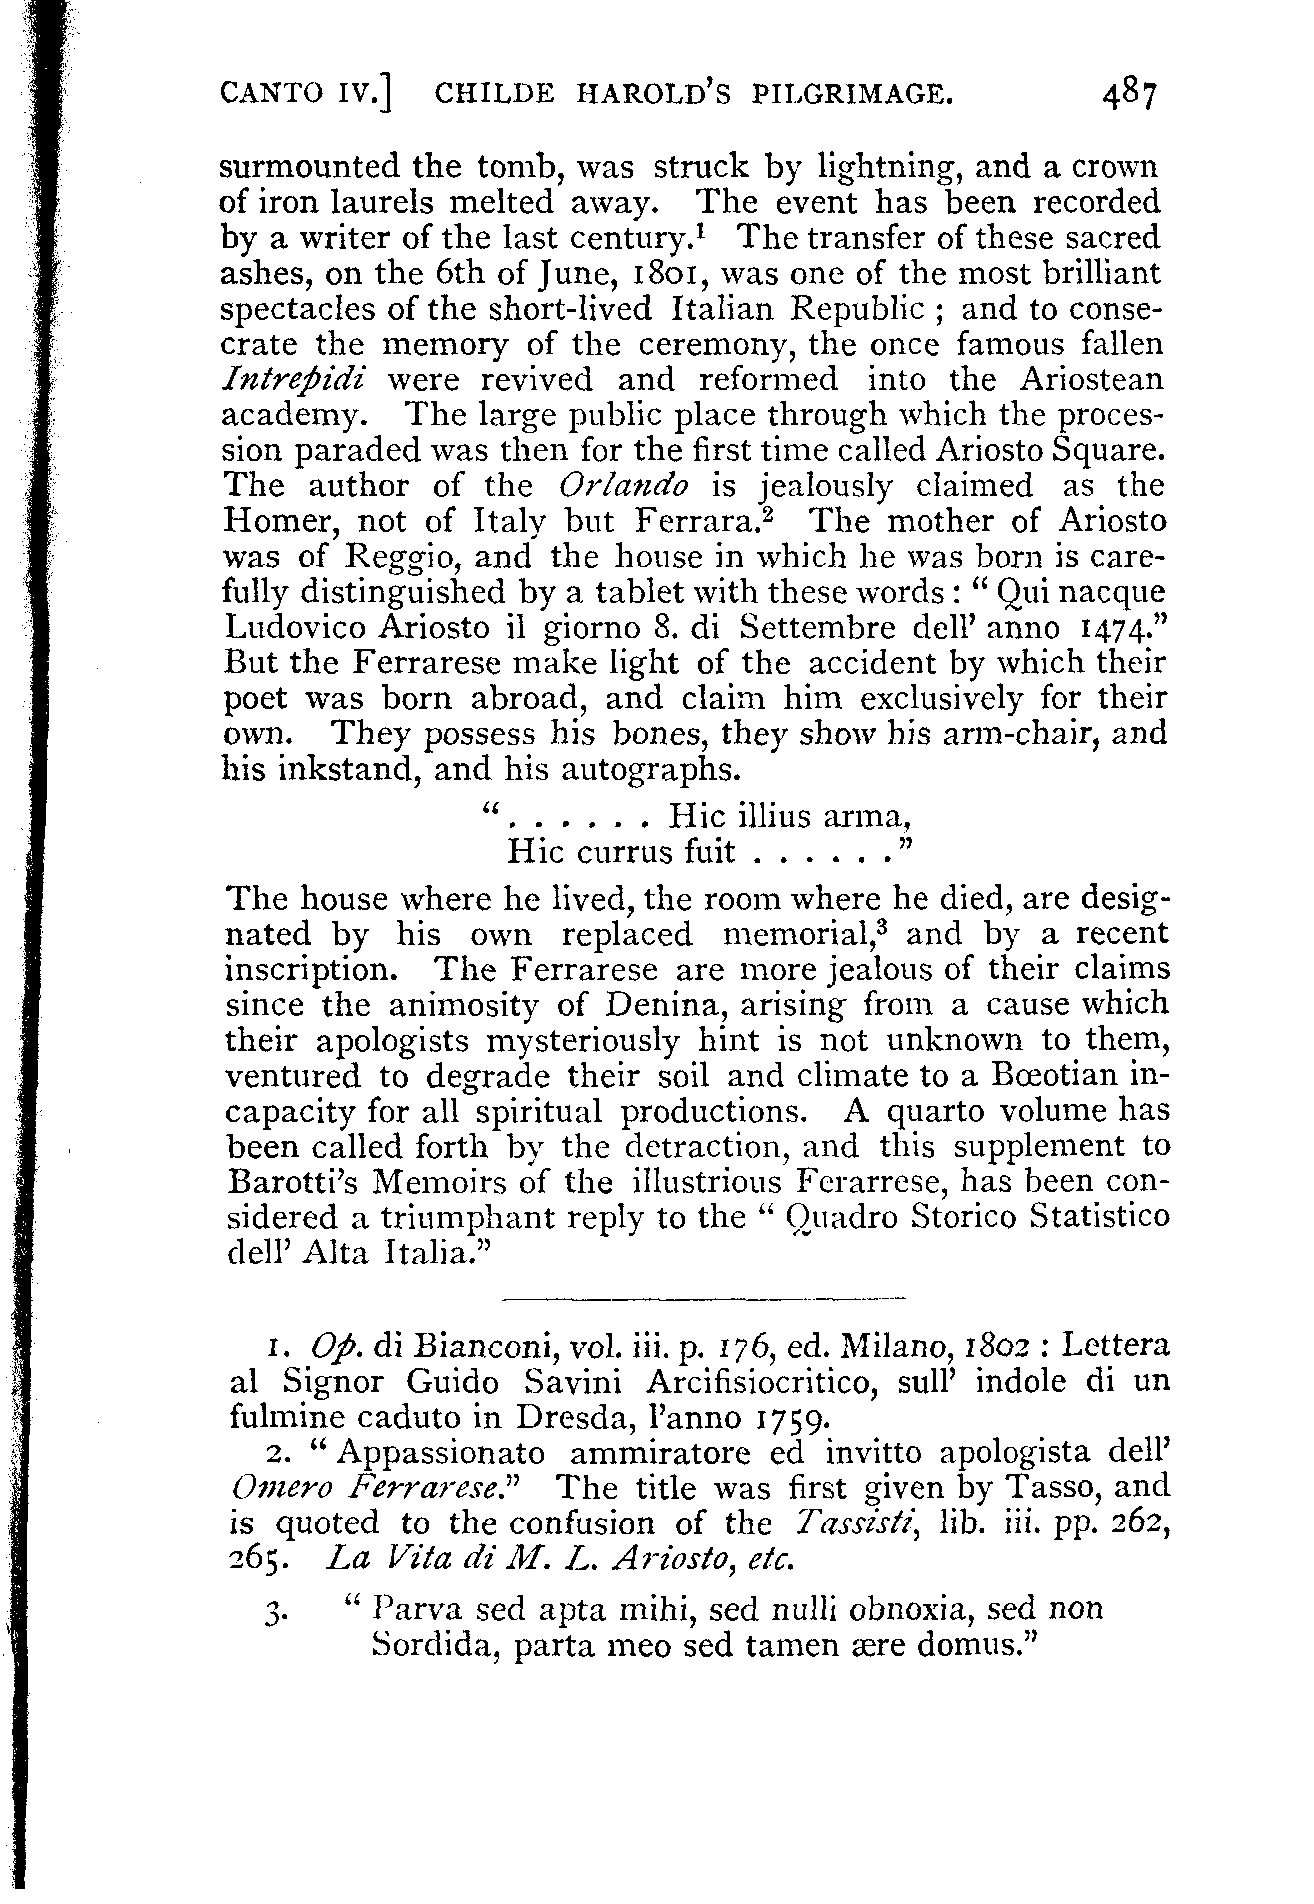 CANTO IV.] CHILDE HAROLD'S PILGRIMAGE. 487
surmounted the tomb, was struck by lightning, and a crown
of iron laurels melted away. The event has been recorded
by a writer of the last century.¹ The transfer of these sacred
ashes, on the 6th of June, 1801, was one of the most brilliant
spectacles of the short-lived Italian Republic ; and to conse-
crate the memory of the ceremony, the once famous fallen
Intrepidi were revived and reformed into the Ariostean
academy. The large public place through which the proces-
sion paraded was then for the first time called Ariosto Square.
The author of the Orlando is jealously claimed as the
Homer, not of Italy but Ferrara.² The mother of Ariosto
was of Reggio, and the house in which he was born is care-
fully distinguished by a tablet with these words : “ Qui nacque
Ludovico Ariosto il giorno 8. di Settembre dell’ anno 1474.”
But the Ferrarese make light of the accident by which their
poet was born abroad, and claim him exclusively for their
own. They possess his bones, they show his arm-chair, and
his inkstand, and his autographs.
“ . . . . . . Hic illius arma,
Hic currus fuit . . . . . . ”
The house where he lived, the room where he died, are desig-
nated by his own replaced memorial,³ and by a recent
inscription. The Ferrarese are more jealous of their claims
since the animosity of Denina, arising from a cause which
their apologists mysteriously hint is not unknown to them,
ventured to degrade their soil and climate to a Bœotian in-
capacity for all spiritual productions. A quarto volume has
been called forth by the detraction, and this supplement to
Barotti’s Memoirs of the illustrious Ferarrese, has been con-
sidered a triumphant reply to the “ Quadro Storico Statistico
dell’ Alta Italia.”
1. Op. di Bianconi, vol. iii. p. 176, ed. Milano, 1802 : Lettera
al Signor Guido Savini Arcifisiocritico, sull’ indole di un
fulmine caduto in Dresda, l’anno 1759.
2. “ Appassionato ammiratore ed invitto apologista dell’
Omero Ferrarese.” The title was first given by Tasso, and
is quoted to the confusion of the Tassisti, lib. iii. pp. 262,
265. La Vita di M. L. Ariosto, etc.
3. “ Parva sed apta mihi, sed nulli obnoxia, sed non
Sordida, parta meo sed tamen ære domus.”